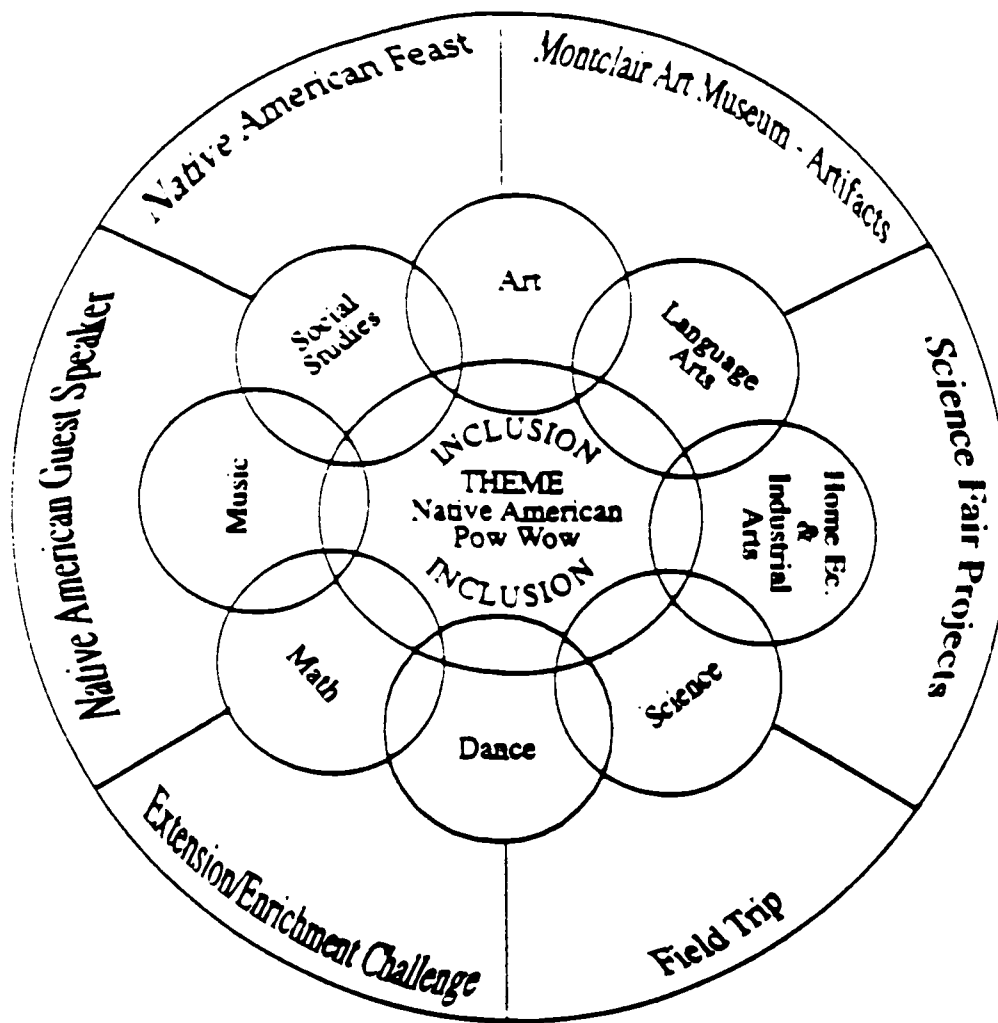 Native American Feast
Montclair Art Museum - Artifacts
Science Fair Projects
Field Trip
Extension/Enrichment Challenge
Native American Guest Speaker
Art
Language
Arts
Home Ec.
&
Industrial
Arts
Science
Dance
Math
Music
Social
Studies
INCLUSION
THEME
Native American
Pow Wow
INCLUSION